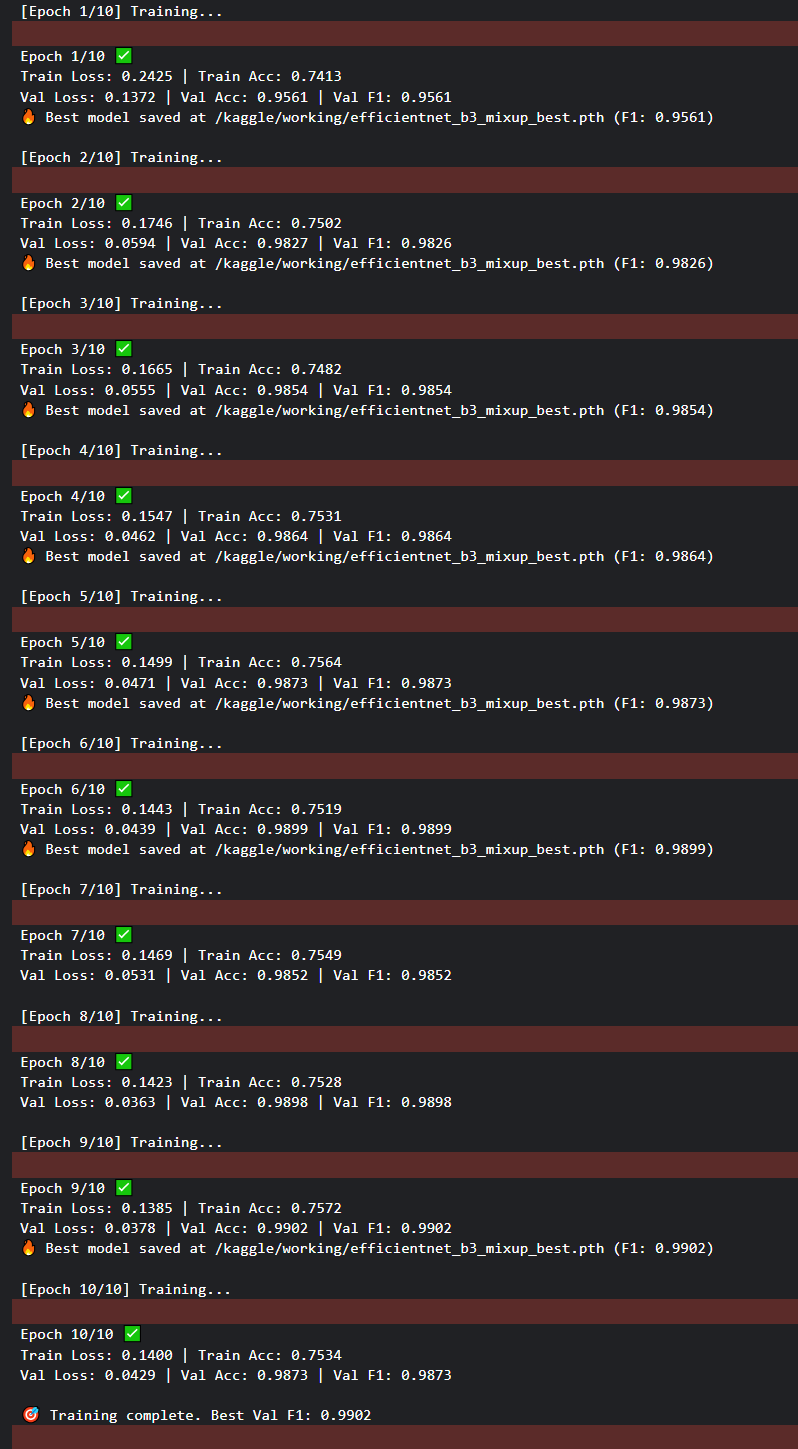 [Epoch 1/10] Training...
Epoch 1/10 ✅
Train Loss: 0.2425 | Train Acc: 0.7413
Val Loss: 0.1372 | Val Acc: 0.9561 | Val F1: 0.9561
🔥 Best model saved at /kaggle/working/efficientnet_b3_mixup_best.pth (F1: 0.9561)
[Epoch 2/10] Training...
Epoch 2/10 ✅
Train Loss: 0.1746 | Train Acc: 0.7502
Val Loss: 0.0594 | Val Acc: 0.9827 | Val F1: 0.9826
🔥 Best model saved at /kaggle/working/efficientnet_b3_mixup_best.pth (F1: 0.9826)
[Epoch 3/10] Training...
Epoch 3/10 ✅
Train Loss: 0.1665 | Train Acc: 0.7482
Val Loss: 0.0555 | Val Acc: 0.9854 | Val F1: 0.9854
🔥 Best model saved at /kaggle/working/efficientnet_b3_mixup_best.pth (F1: 0.9854)
[Epoch 4/10] Training...
Epoch 4/10 ✅
Train Loss: 0.1547 | Train Acc: 0.7531
Val Loss: 0.0462 | Val Acc: 0.9864 | Val F1: 0.9864
🔥 Best model saved at /kaggle/working/efficientnet_b3_mixup_best.pth (F1: 0.9864)
[Epoch 5/10] Training...
Epoch 5/10 ✅
Train Loss: 0.1499 | Train Acc: 0.7564
Val Loss: 0.0471 | Val Acc: 0.9873 | Val F1: 0.9873
🔥 Best model saved at /kaggle/working/efficientnet_b3_mixup_best.pth (F1: 0.9873)
[Epoch 6/10] Training...
Epoch 6/10 ✅
Train Loss: 0.1443 | Train Acc: 0.7519
Val Loss: 0.0439 | Val Acc: 0.9899 | Val F1: 0.9899
🔥 Best model saved at /kaggle/working/efficientnet_b3_mixup_best.pth (F1: 0.9899)
[Epoch 7/10] Training...
Epoch 7/10 ✅
Train Loss: 0.1469 | Train Acc: 0.7549
Val Loss: 0.0531 | Val Acc: 0.9852 | Val F1: 0.9852
[Epoch 8/10] Training...
Epoch 8/10 ✅
Train Loss: 0.1423 | Train Acc: 0.7528
Val Loss: 0.0363 | Val Acc: 0.9898 | Val F1: 0.9898
[Epoch 9/10] Training...
Epoch 9/10 ✅
Train Loss: 0.1385 | Train Acc: 0.7572
Val Loss: 0.0378 | Val Acc: 0.9902 | Val F1: 0.9902
🔥 Best model saved at /kaggle/working/efficientnet_b3_mixup_best.pth (F1: 0.9902)
[Epoch 10/10] Training...
Epoch 10/10 ✅
Train Loss: 0.1400 | Train Acc: 0.7534
Val Loss: 0.0429 | Val Acc: 0.9873 | Val F1: 0.9873
🎯 Training complete. Best Val F1: 0.9902